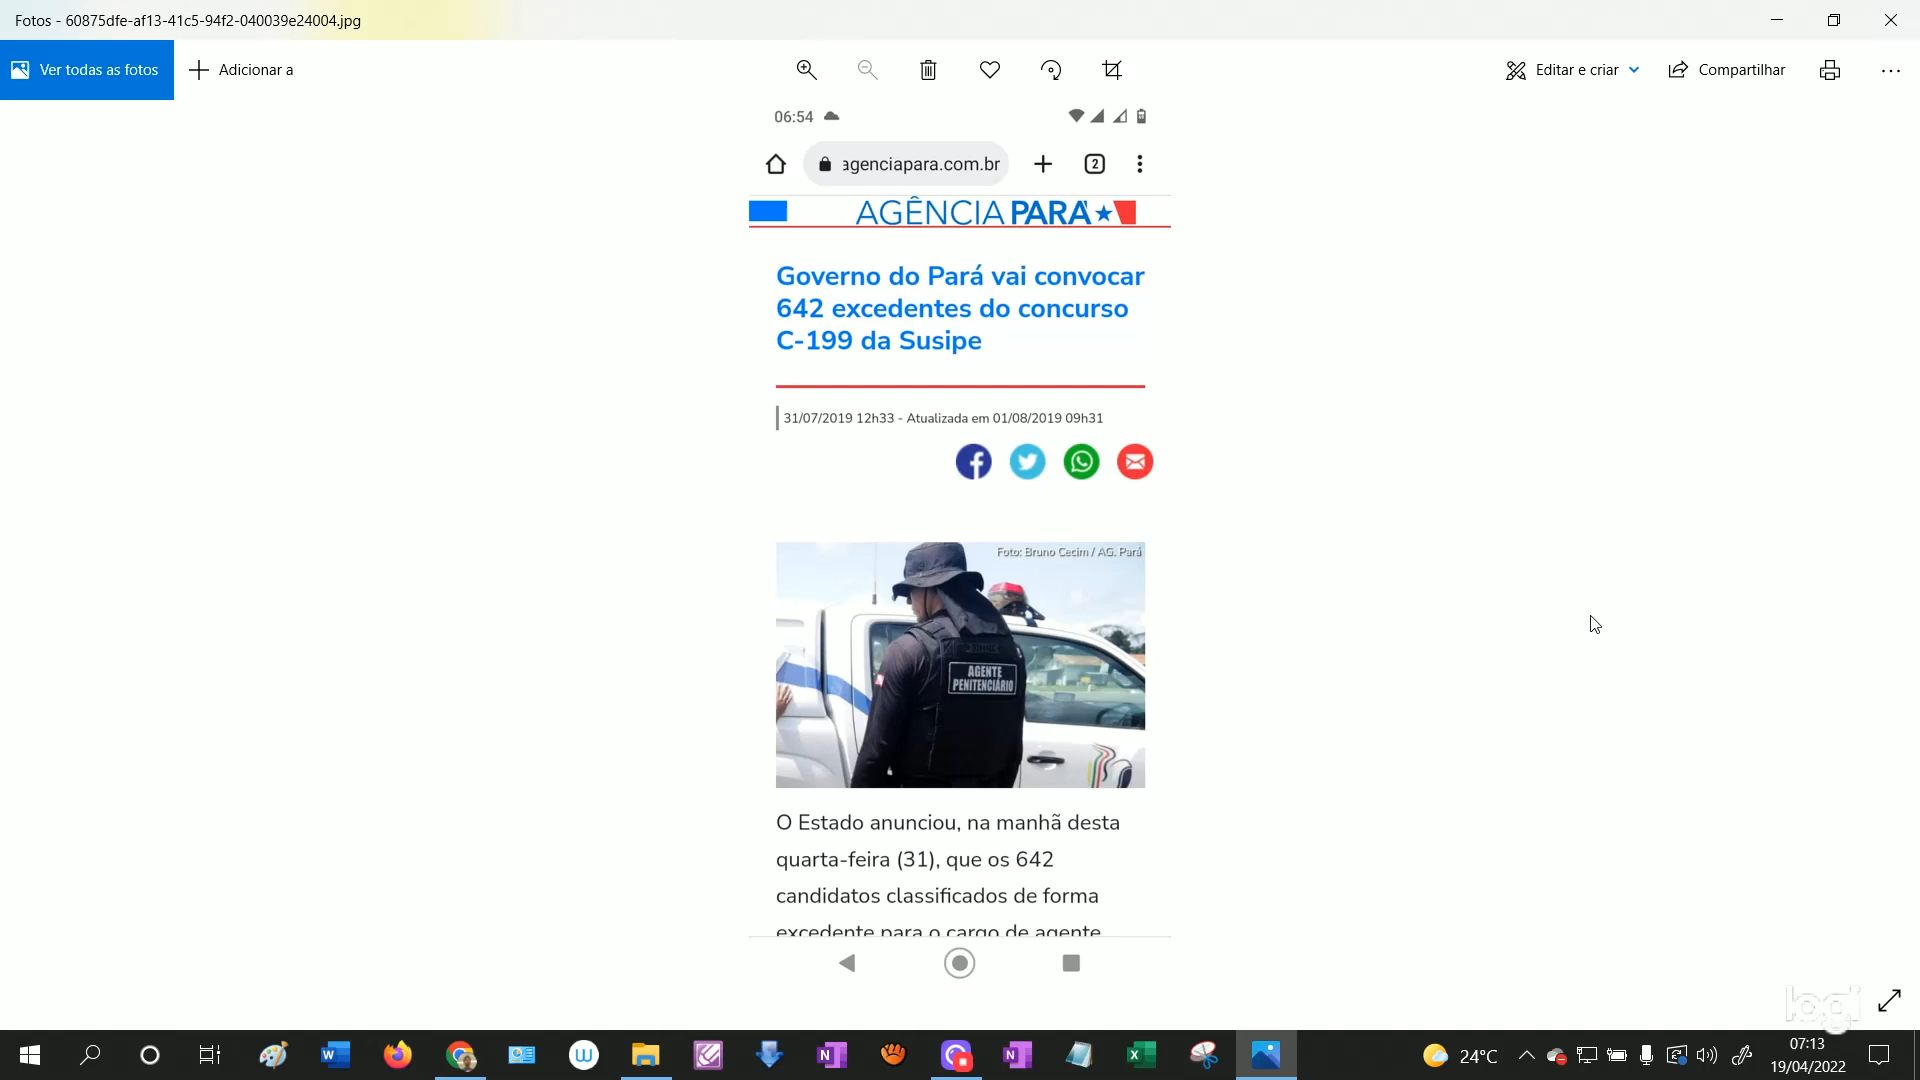 Fotos - 60875dfe-af13-41c5-94f2-040039e24004.jpg
Ver todas as fotos
Adicionar a
Editar e criar
Compartilhar
06:54
agenciapara.com.br
2
AGÊNCIA PARÁ
Governo do Pará vai convocar
642 excedentes do concurso
C-199 da Susipe
31/07/2019 12h33 - Atualizada em 01/08/2019 09h31
Foto: Bruno Cecim / AG. Pará
AGENTE
PENITENCIÁRIO
O Estado anunciou, na manhã desta
quarta-feira (31), que os 642
candidatos classificados de forma
excedente para o cargo de agente
logi
24°C
07:13
19/04/2022